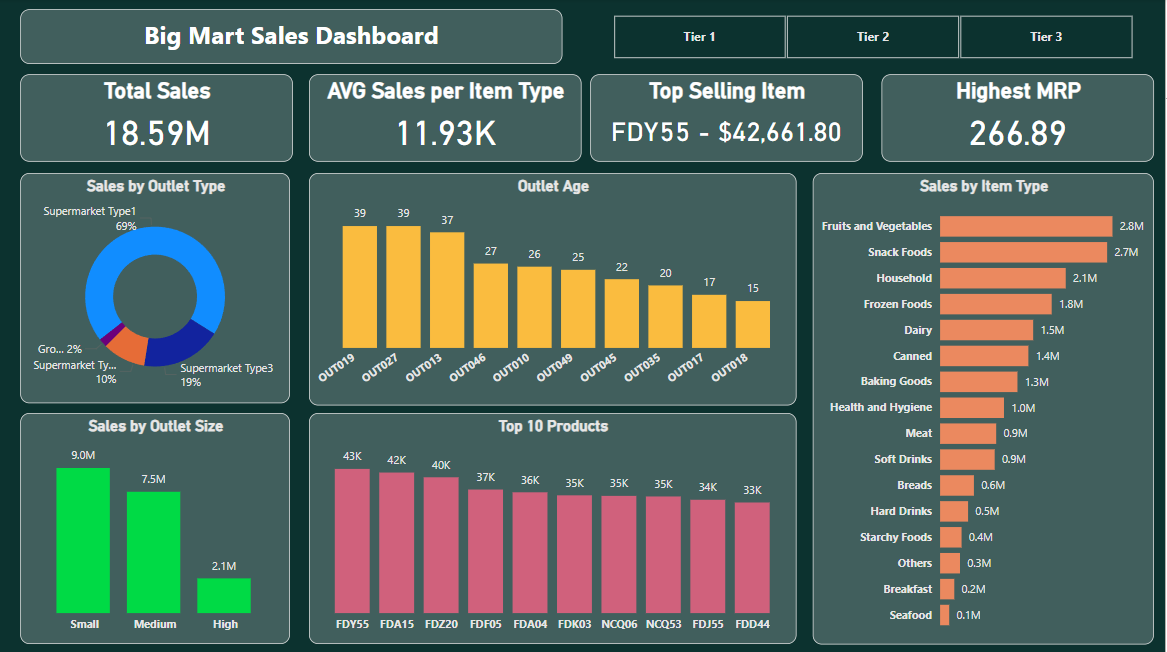 Big Mart Sales Dashboard
Tier 1
Tier 2
Tier 3
Total Sales
18.59M
AVG Sales per Item Type
11.93K
Top Selling Item
FDY55 - $42,661.80
Highest MRP
266.89
Sales by Outlet Type
Supermarket Type1
69%
Gro... 2%
Supermarket Ty...
10%
Supermarket Type3
19%
Outlet Age
39
39
37
27
26
25
22
20
17
15
OUT019
OUT027
OUT013
OUT046
OUT010
OUT049
OUT045
OUT035
OUT017
OUT018
Sales by Item Type
Fruits and Vegetables 2.8M
Snack Foods 2.7M
Household 2.1M
Frozen Foods 1.8M
Dairy 1.5M
Canned 1.4M
Baking Goods 1.3M
Health and Hygiene 1.0M
Meat 0.9M
Soft Drinks 0.9M
Breads 0.6M
Hard Drinks 0.5M
Starchy Foods 0.4M
Others 0.3M
Breakfast 0.2M
Seafood 0.1M
Sales by Outlet Size
9.0M
7.5M
2.1M
Small Medium High
Top 10 Products
43K 42K 40K 37K 36K 35K 35K 35K 34K 33K
FDY55 FDA15 FDZ20 FDF05 FDA04 FDK03 NCQ06 NCQ53 FDJ55 FDD44